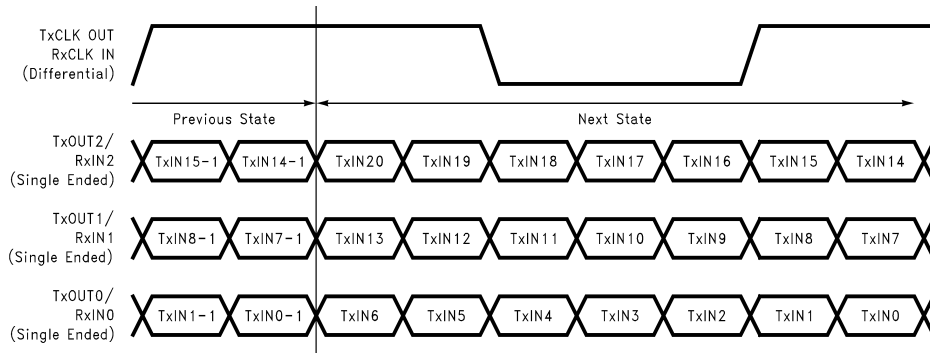 TxCLK OUT
RxCLK IN
(Differential)
Previous State
Next State
TxOUT2/
RxIN2
(Single Ended)
TxIN15-1 TxIN14-1 TxIN20 TxIN19 TxIN18 TxIN17 TxIN16 TxIN15 TxIN14
TxOUT1/
RxIN1
(Single Ended)
TxIN8-1 TxIN7-1 TxIN13 TxIN12 TxIN11 TxIN10 TxIN9 TxIN8 TxIN7
TxOUT0/
RxIN0
(Single Ended)
TxIN1-1 TxIN0-1 TxIN6 TxIN5 TxIN4 TxIN3 TxIN2 TxIN1 TxIN0